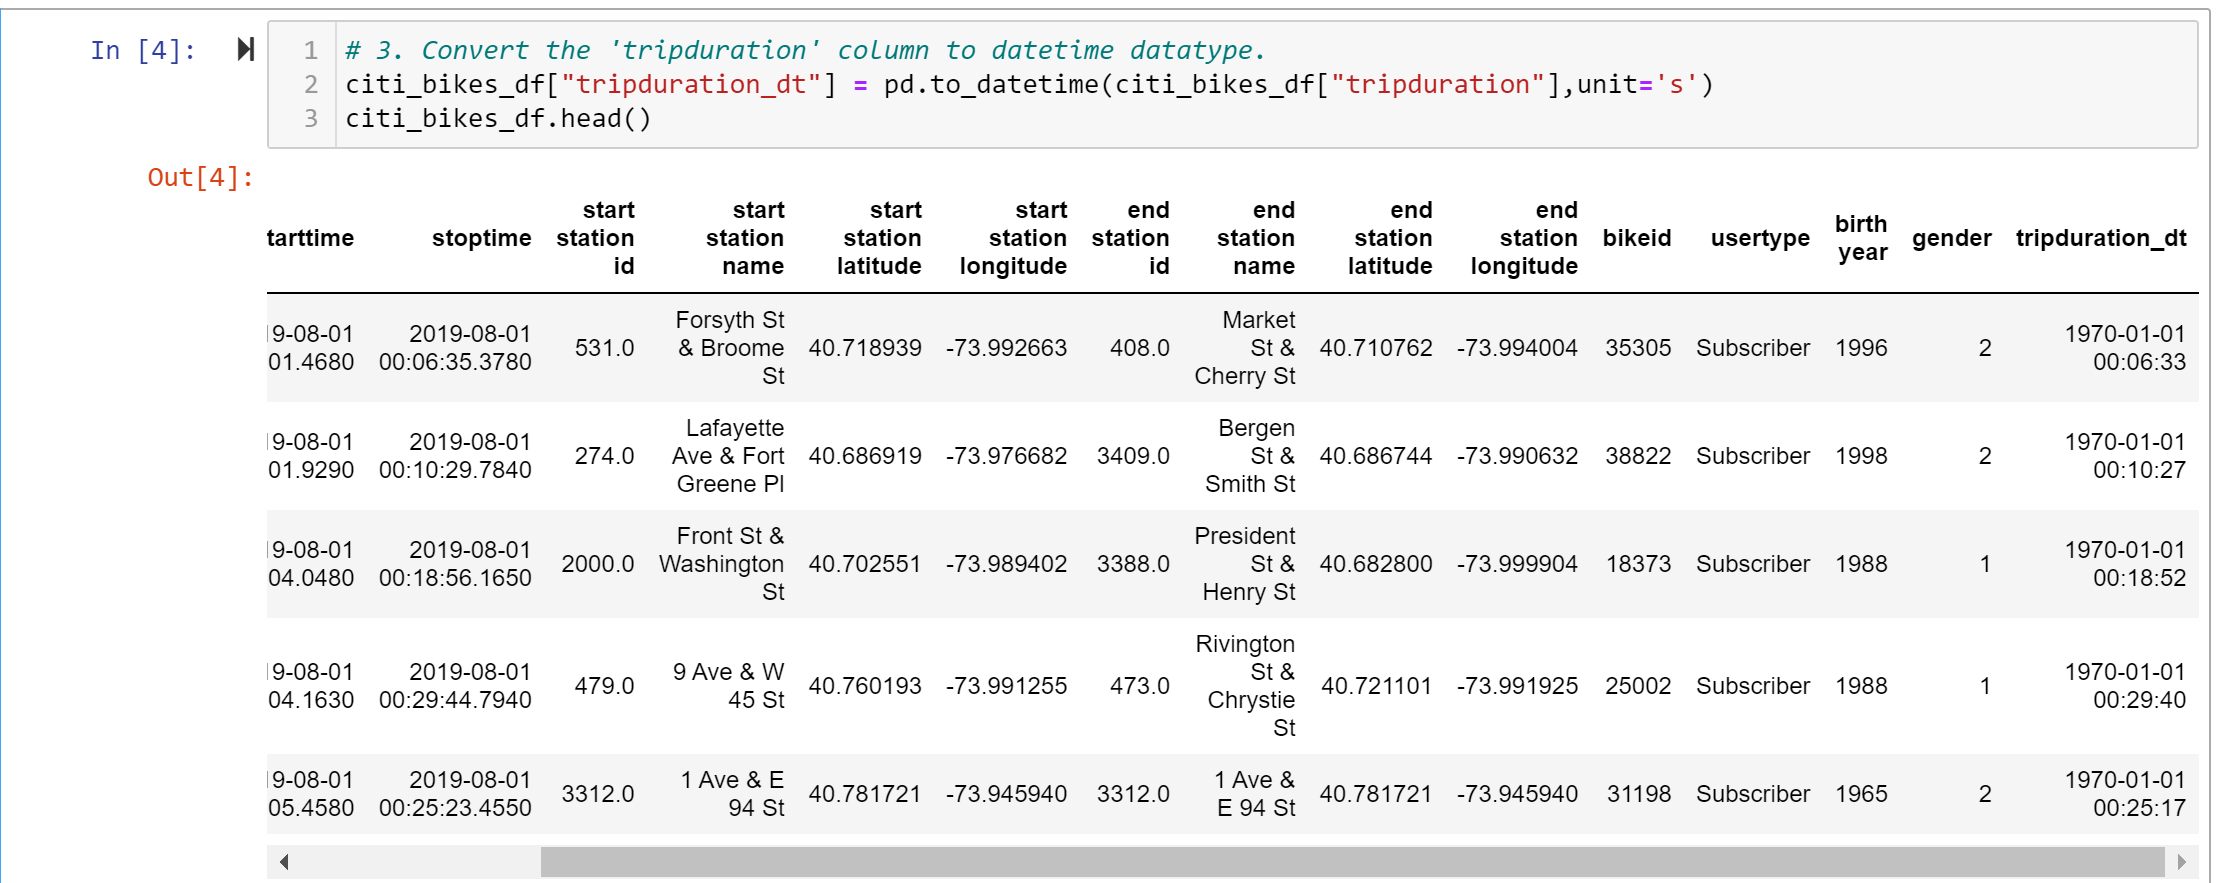 In [4]:
1 # 3. Convert the 'tripduration' column to datetime datatype.
2 citi_bikes_df["tripduration_dt"] = pd.to_datetime(citi_bikes_df["tripduration"],unit='s')
3 citi_bikes_df.head()
Out[4]:
tarttime stoptime start station id start station name start station latitude start station longitude end station id end station name end station latitude end station longitude bikeid usertype birth year gender tripduration_dt
9-08-01 01.4680 2019-08-01 00:06:35.3780 531.0 Forsyth St & Broome St 40.718939 -73.992663 408.0 Market St & Cherry St 40.710762 -73.994004 35305 Subscriber 1996 2 1970-01-01 00:06:33
9-08-01 01.9290 2019-08-01 00:10:29.7840 274.0 Lafayette Ave & Fort Greene Pl 40.686919 -73.976682 3409.0 Bergen St & Smith St 40.686744 -73.990632 38822 Subscriber 1998 2 1970-01-01 00:10:27
9-08-01 04.0480 2019-08-01 00:18:56.1650 2000.0 Front St & Washington St 40.702551 -73.989402 3388.0 President St & Henry St 40.682800 -73.999904 18373 Subscriber 1988 1 1970-01-01 00:18:52
9-08-01 04.1630 2019-08-01 00:29:44.7940 479.0 9 Ave & W 45 St 40.760193 -73.991255 473.0 Rivington St & Chrystie St 40.721101 -73.991925 25002 Subscriber 1988 1 1970-01-01 00:29:40
9-08-01 05.4580 2019-08-01 00:25:23.4550 3312.0 1 Ave & E 94 St 40.781721 -73.945940 3312.0 1 Ave & E 94 St 40.781721 -73.945940 31198 Subscriber 1965 2 1970-01-01 00:25:17